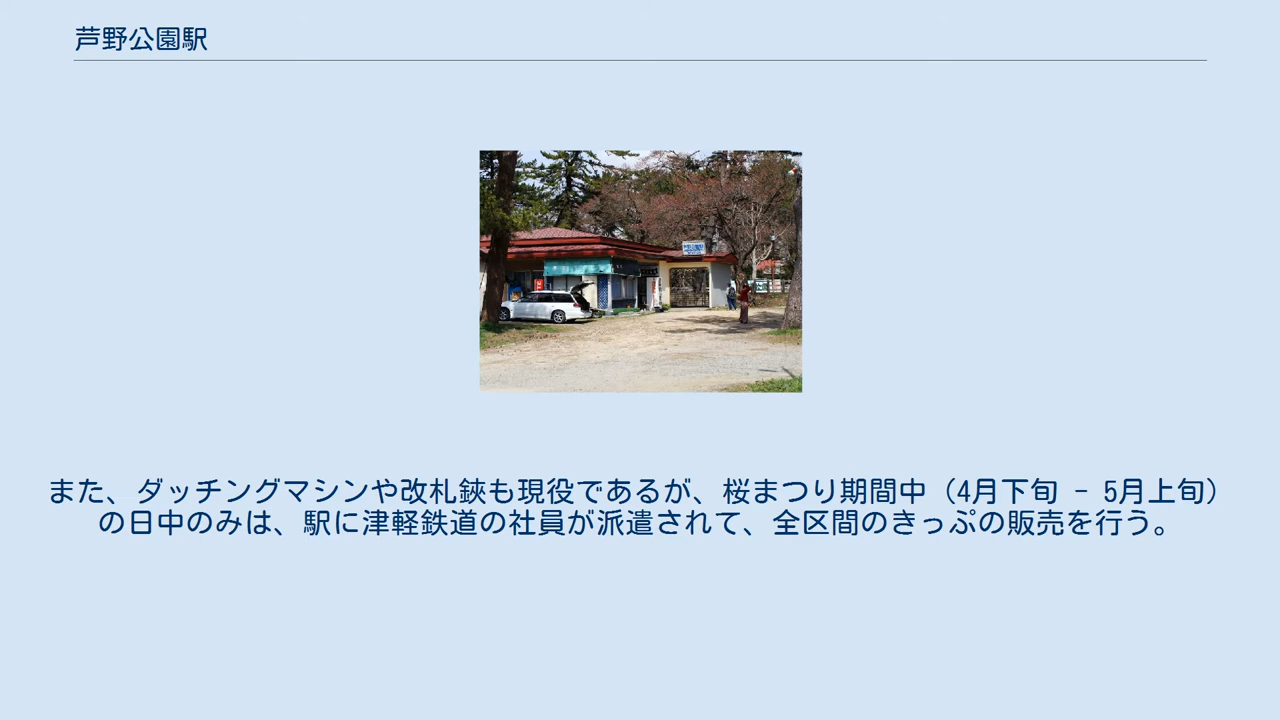 芦野公園駅
また、ダッチングマシンや改札鋏も現役であるが、桜まつり期間中（4月下旬 - 5月上旬）
の日中のみは、駅に津軽鉄道の社員が派遣されて、全区間のきっぷの販売を行う。